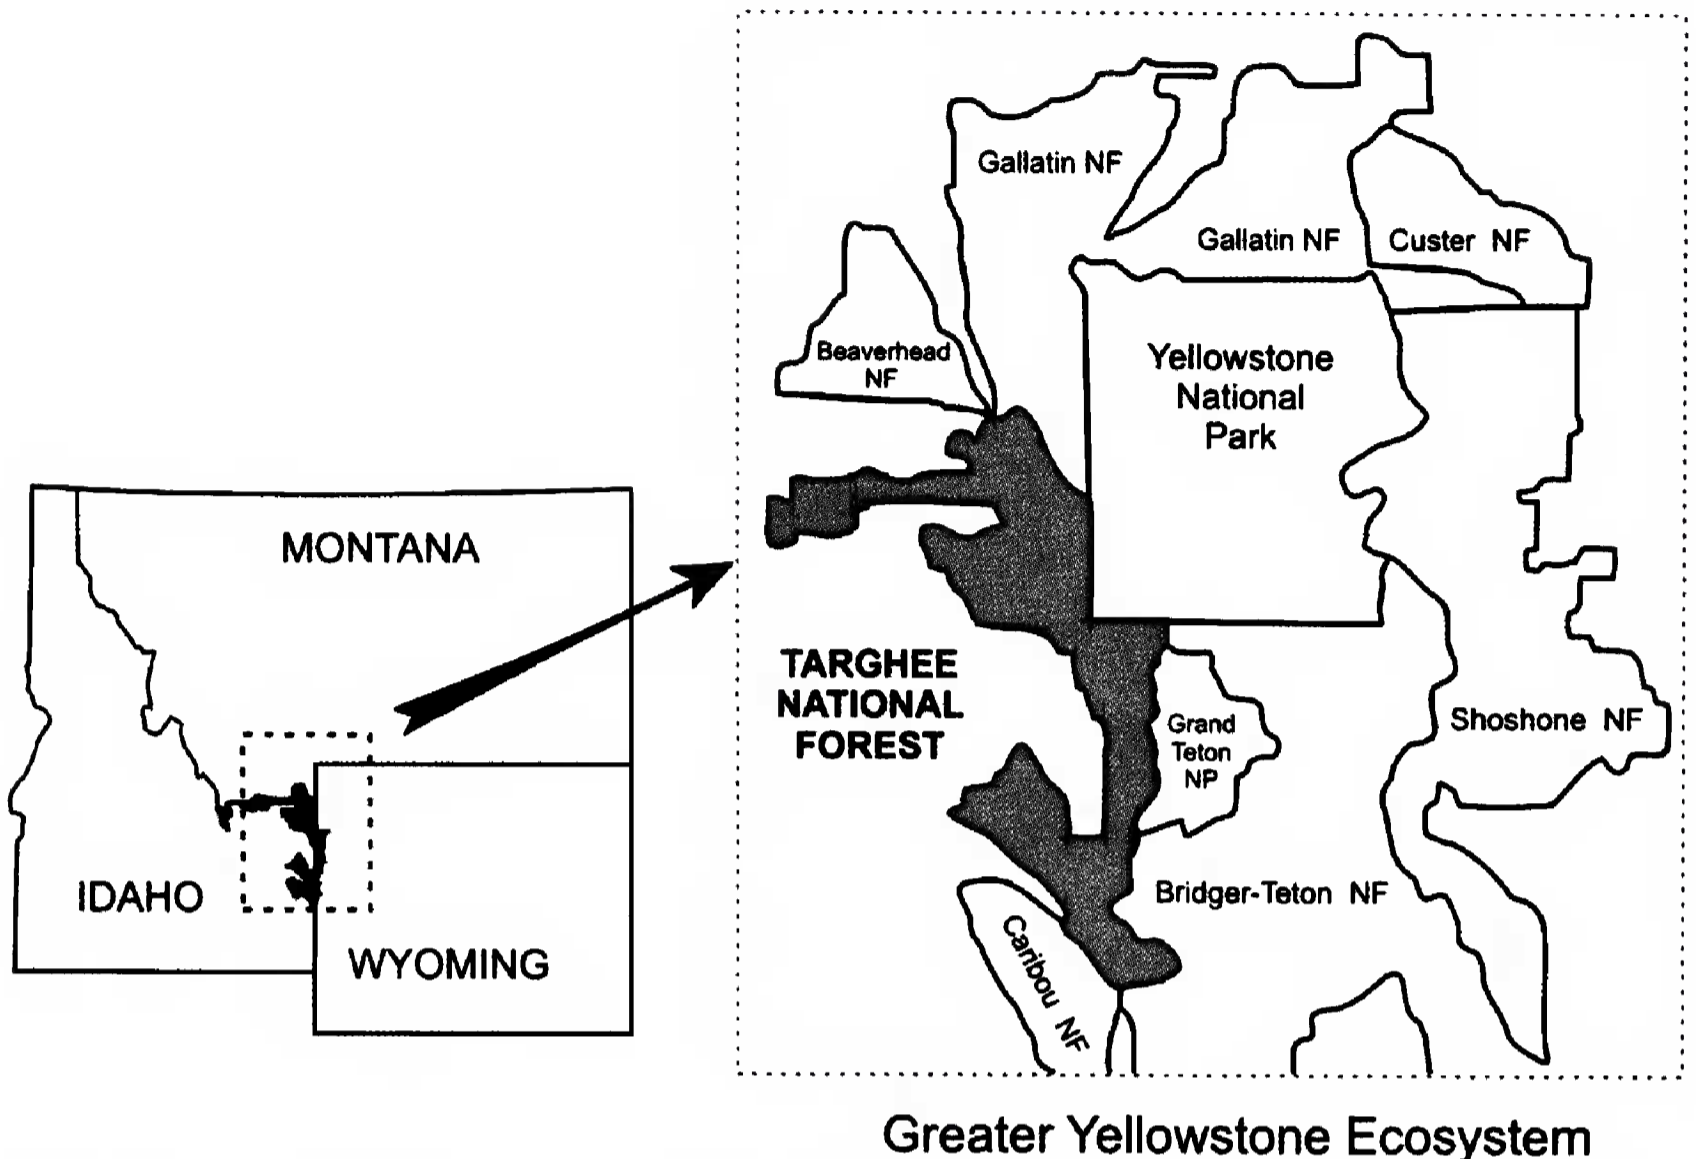 Gallatin NF
Gallatin NF
Custer NF
Beaverhead
NF
Yellowstone
National
Park
MONTANA
TARGHEE
NATIONAL
FOREST
Grand
Teton
NP
Shoshone NF
IDAHO
Bridger-Teton NF
WYOMING
Caribou NF
Greater Yellowstone Ecosystem